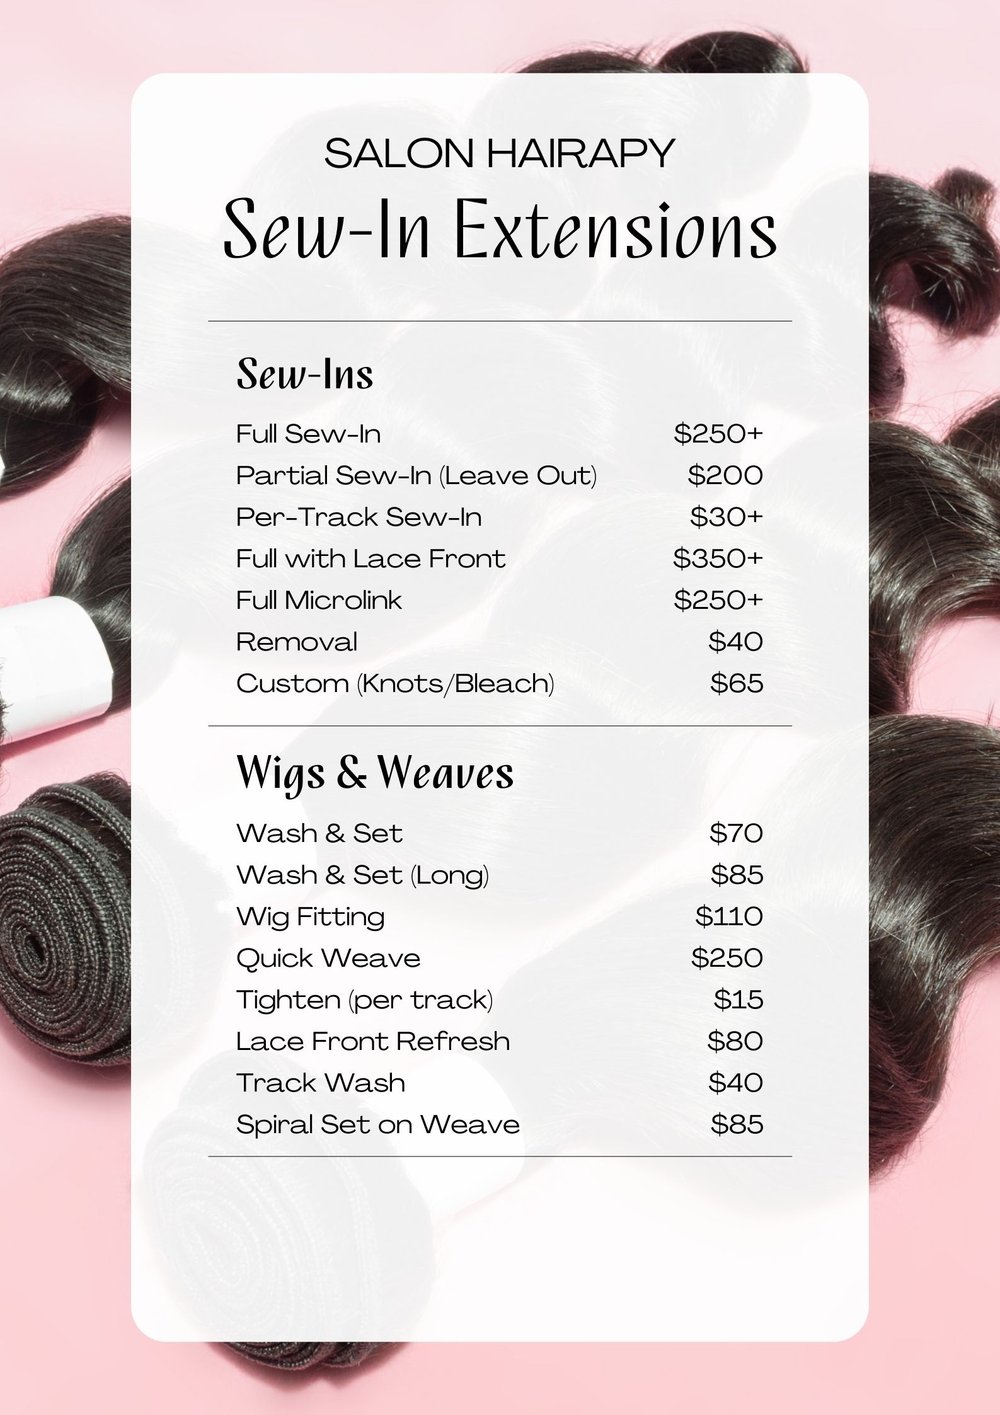 SALON HAIRAPY
Sew-In Extensions
Sew-Ins
Full Sew-In $250+
Partial Sew-In (Leave Out) $200
Per-Track Sew-In $30+
Full with Lace Front $350+
Full Microlink $250+
Removal $40
Custom (Knots/Bleach) $65
Wigs & Weaves
Wash & Set $70
Wash & Set (Long) $85
Wig Fitting $110
Quick Weave $250
Tighten (per track) $15
Lace Front Refresh $80
Track Wash $40
Spiral Set on Weave $85